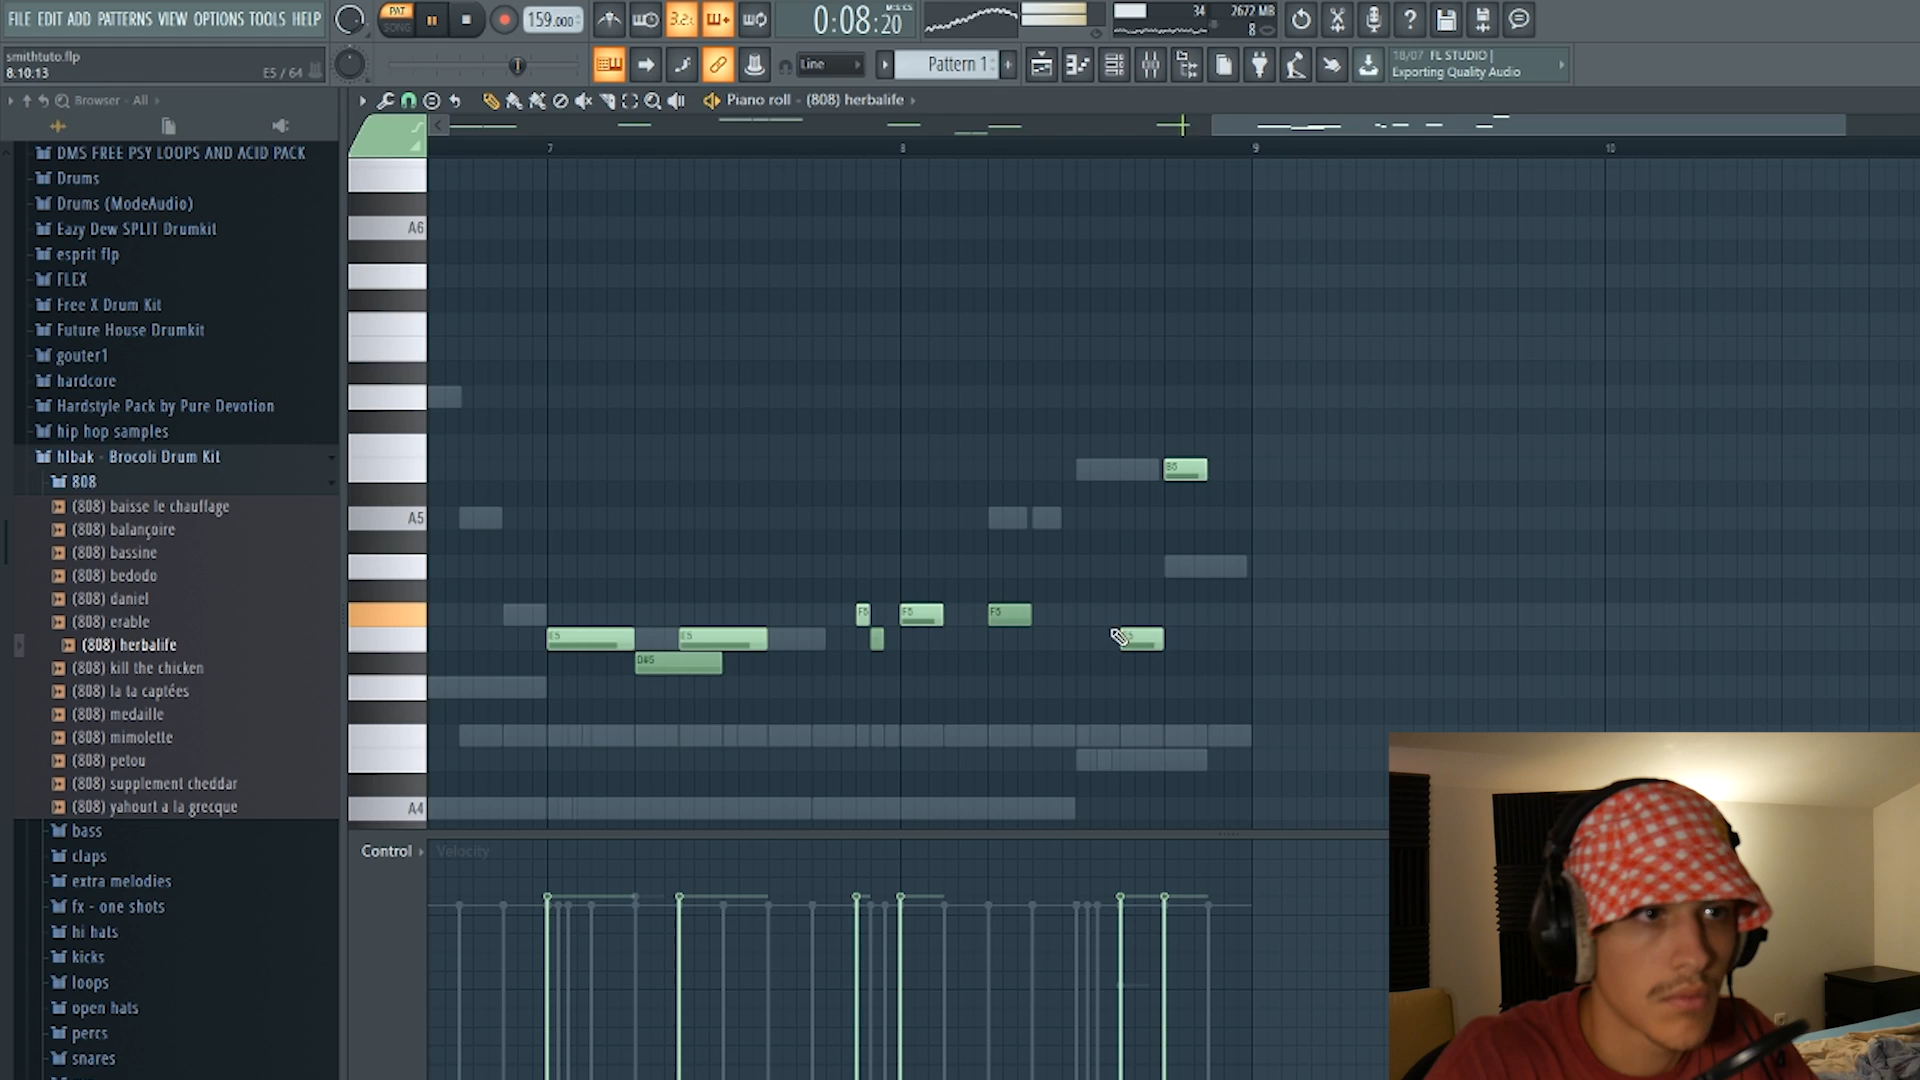 FILE EDIT ADD PATTERNS VIEW OPTIONS TOOLS HELP
PAT
SONG
159.000
3.2.
0:08:20
M:S:CS
34
2672 MB
8
smithtuto.flp
8.10.13
E5 / 64
Line
Pattern 1
18/07 FL STUDIO |
Exporting Quality Audio
Browser - All
Piano roll - (808) herbalife
7
8
9
10
DMS FREE PSY LOOPS AND ACID PACK
Drums
Drums (ModeAudio)
Eazy Dew SPLIT Drumkit
esprit flp
FLEX
Free X Drum Kit
Future House Drumkit
gouter1
hardcore
Hardstyle Pack by Pure Devotion
hip hop samples
hlbak - Brocoli Drum Kit
808
(808) baisse le chauffage
(808) balançoire
(808) bassine
(808) bedodo
(808) daniel
(808) erable
(808) herbalife
(808) kill the chicken
(808) la ta captées
(808) medaille
(808) mimolette
(808) petou
(808) supplement cheddar
(808) yahourt a la grecque
bass
claps
extra melodies
fx - one shots
hi hats
kicks
loops
open hats
percs
snares
A6
A5
A4
B5
F5
F5
F5
E5
E5
D#5
Control
Velocity